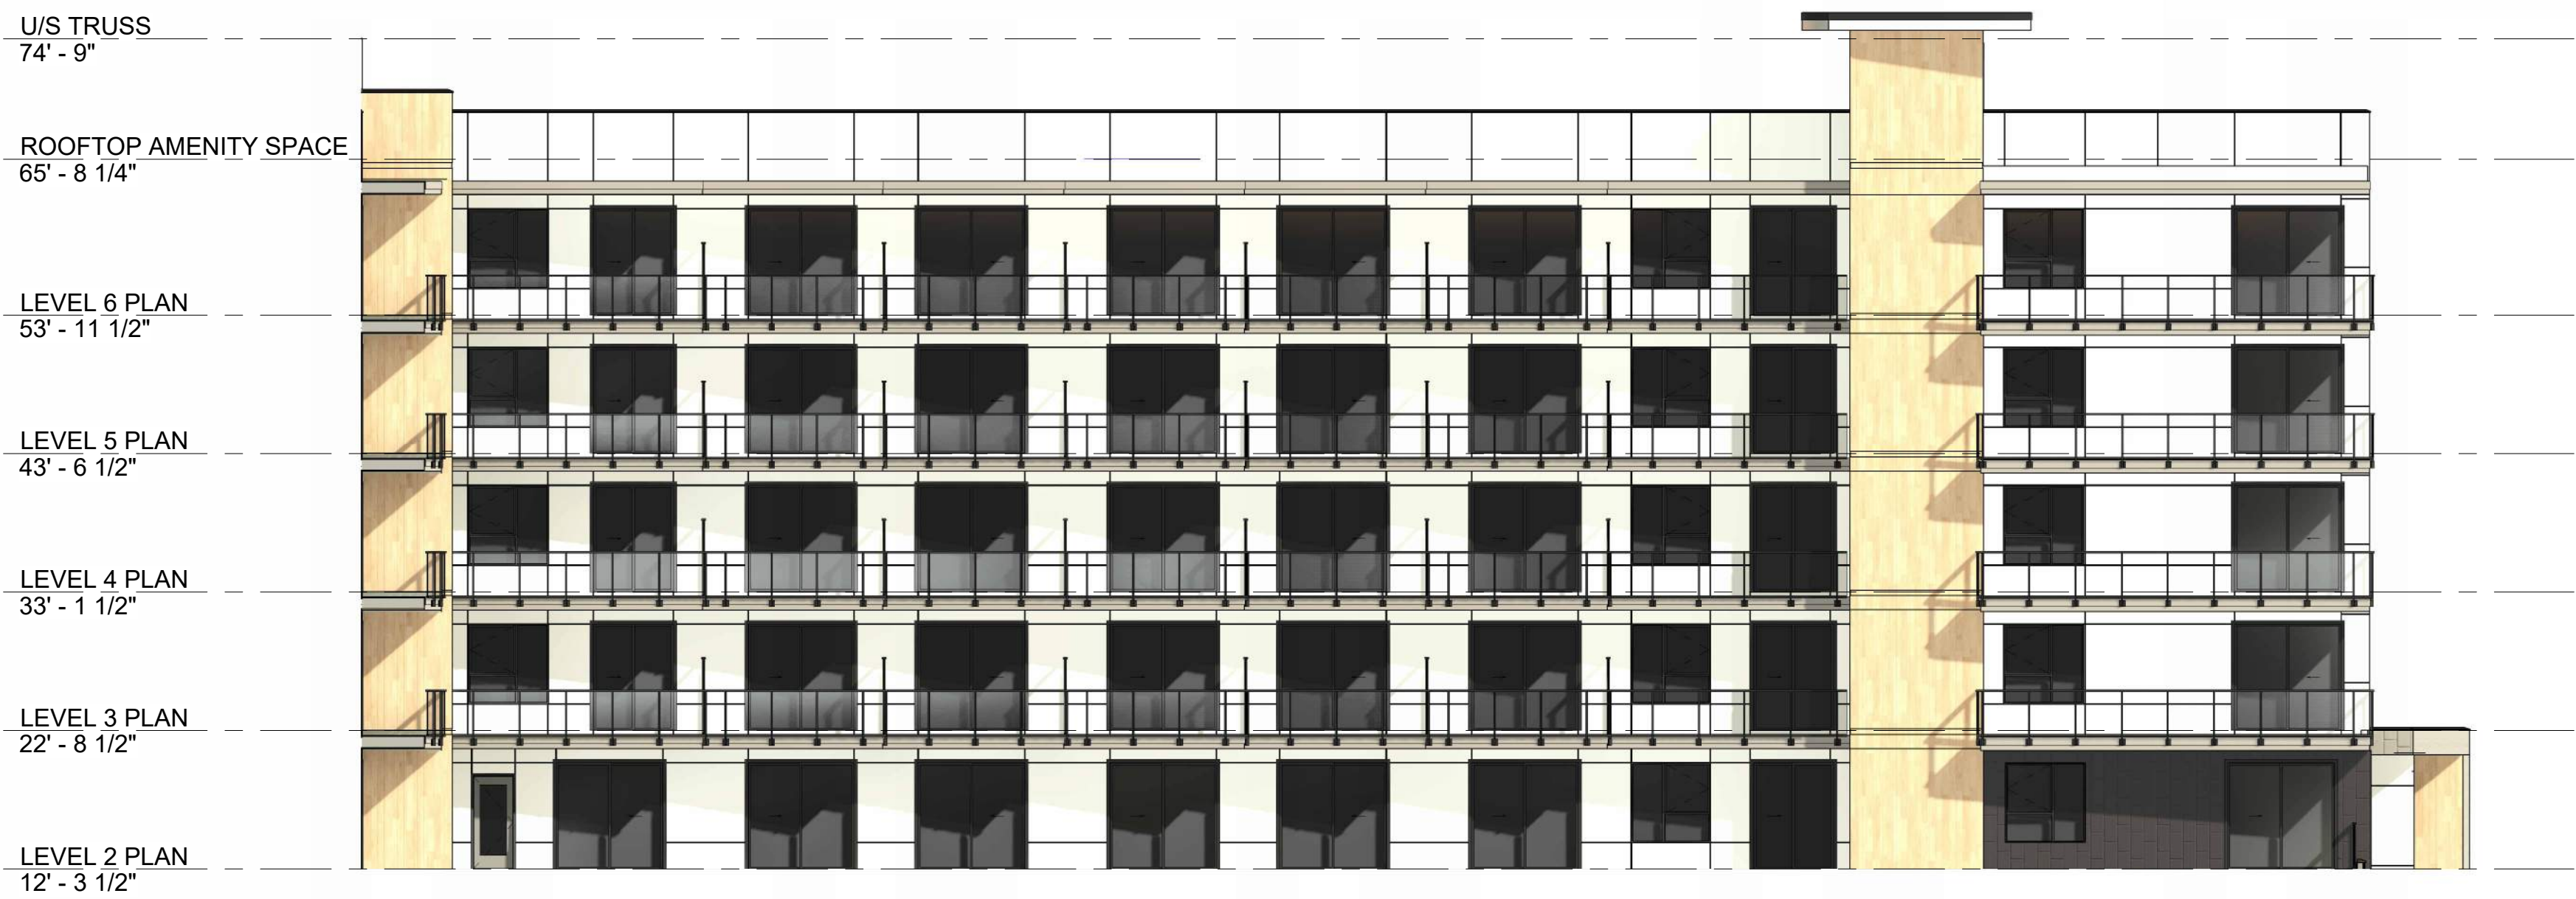 U/S TRUSS
74' - 9"
ROOFTOP AMENITY SPACE
65' - 8 1/4"
LEVEL 6 PLAN
53' - 11 1/2"
LEVEL 5 PLAN
43' - 6 1/2"
LEVEL 4 PLAN
33' - 1 1/2"
LEVEL 3 PLAN
22' - 8 1/2"
LEVEL 2 PLAN
12' - 3 1/2"